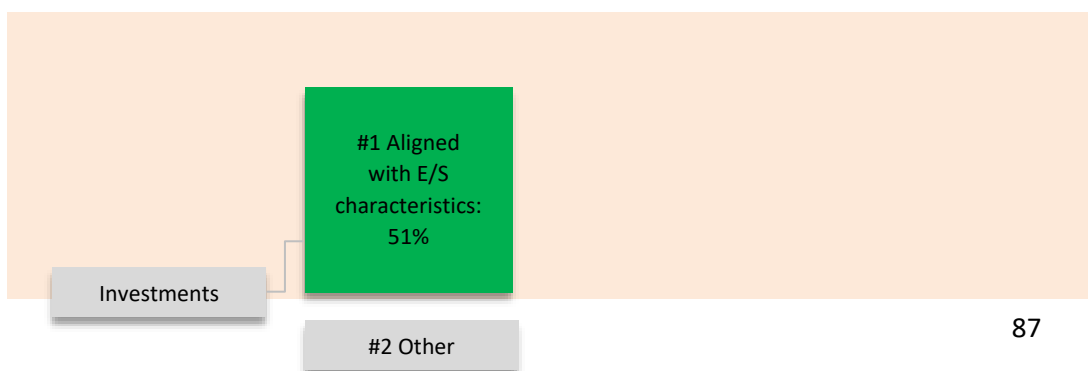 #1 Aligned
with E/S
characteristics:
51%
Investments
#2 Other
87